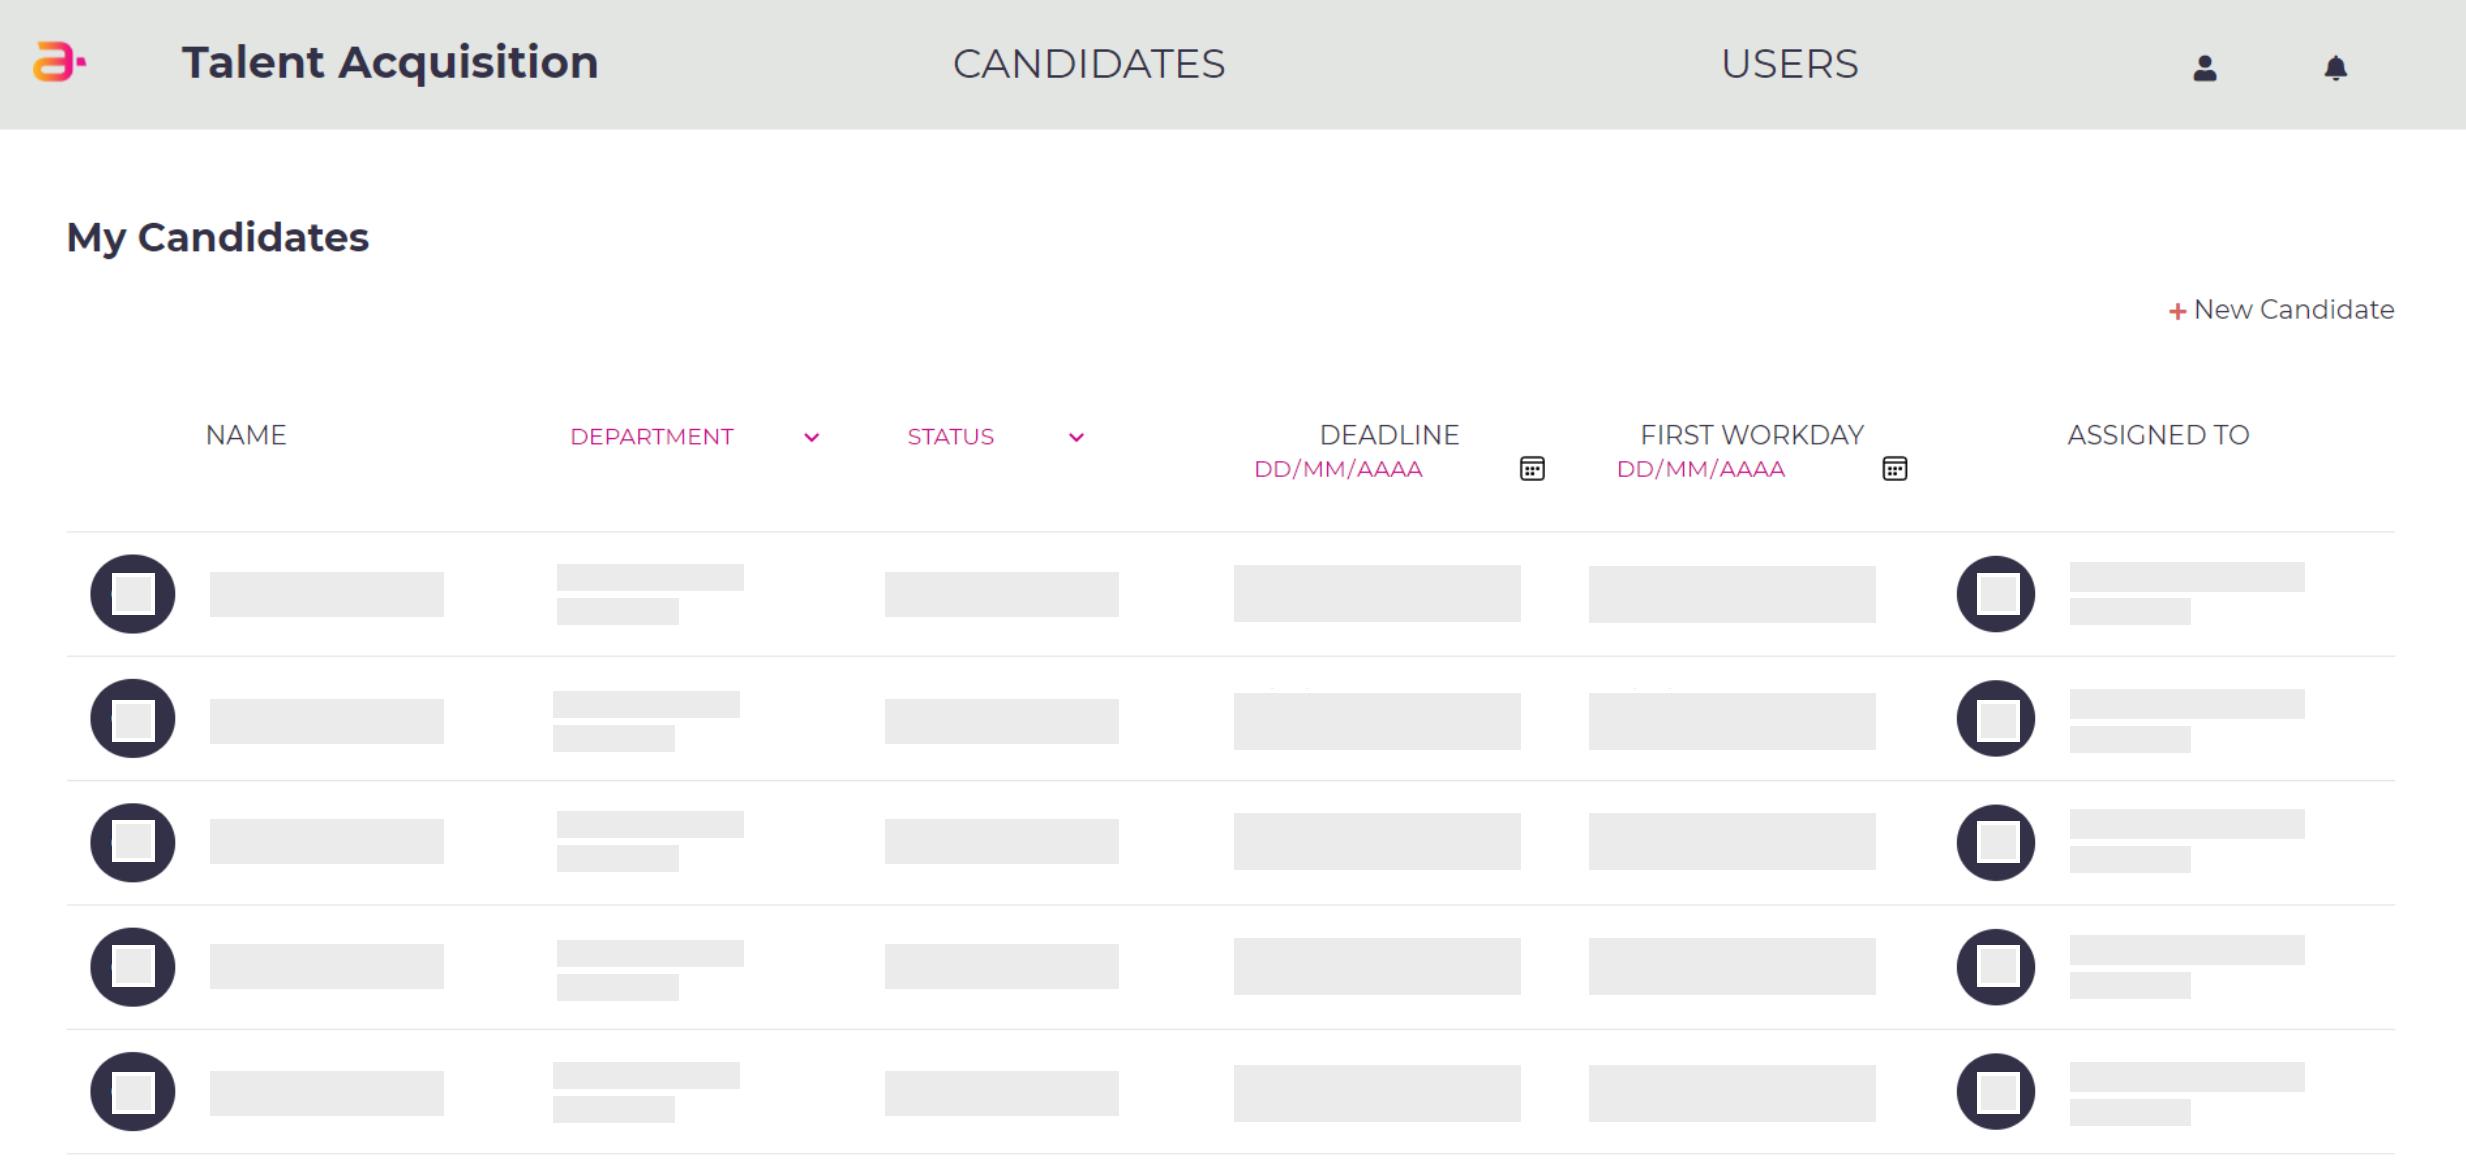 a
Talent Acquisition
CANDIDATES
USERS
My Candidates
+ New Candidate
NAME
DEPARTMENT
STATUS
DEADLINE
FIRST WORKDAY
ASSIGNED TO
DD/MM/AAAA
DD/MM/AAAA